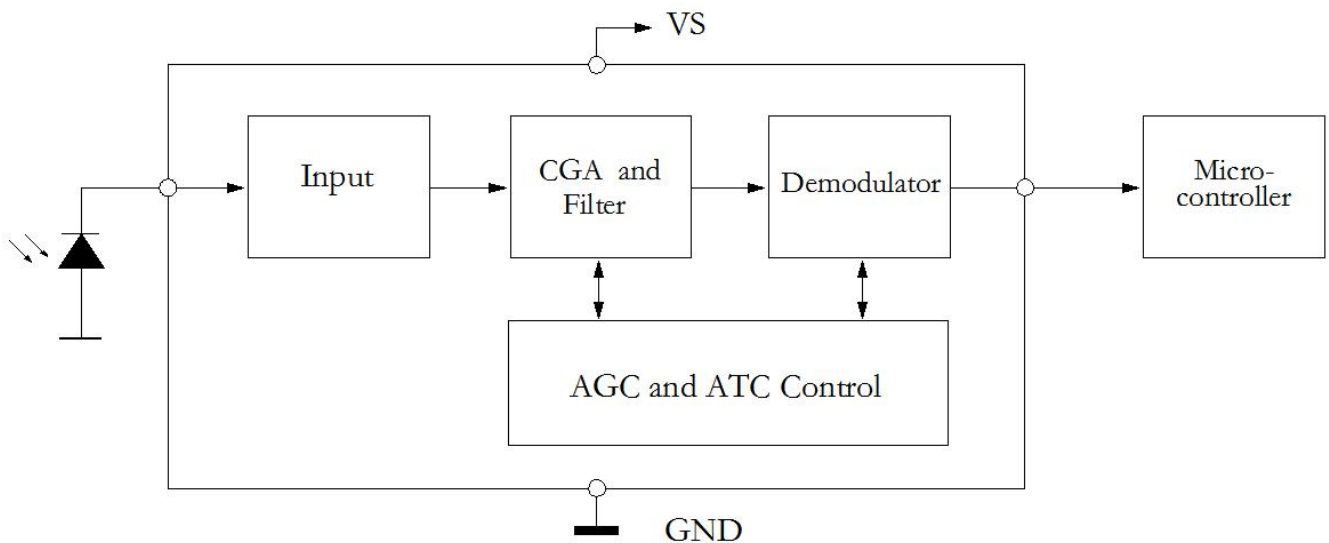 VS
Input
CGA and
Filter
Demodulator
Micro-
controller
AGC and ATC Control
GND